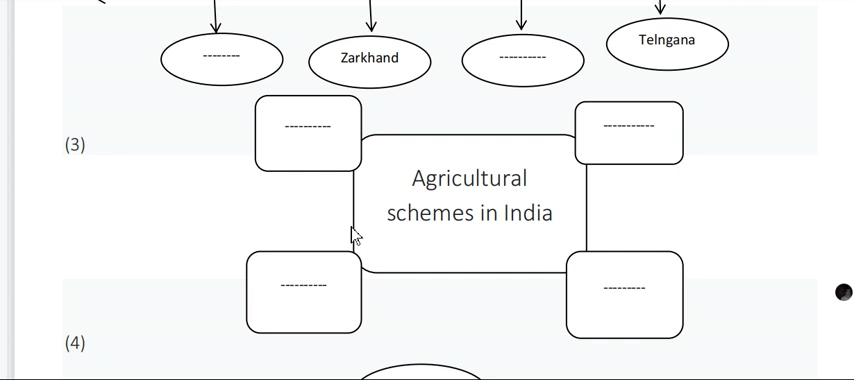 --------
Zarkhand
----------
Telngana
----------
-----------
(3)
Agricultural
schemes in India
----------
---------
(4)